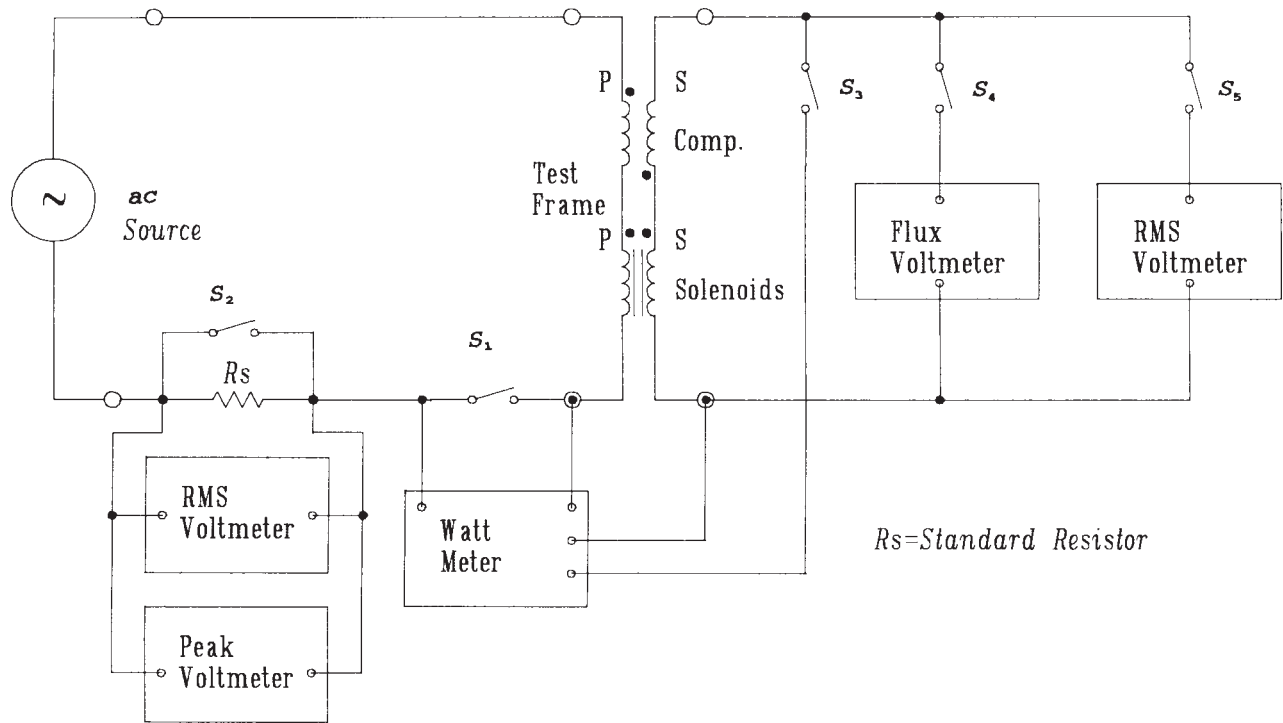 P
S
S₃
S₄
S₅
Comp.
Test
Frame
ac
Source
P
S
Flux
Voltmeter
RMS
Voltmeter
Solenoids
S₂
S₁
Rs
RMS
Voltmeter
Watt
Meter
Rs=Standard Resistor
Peak
Voltmeter